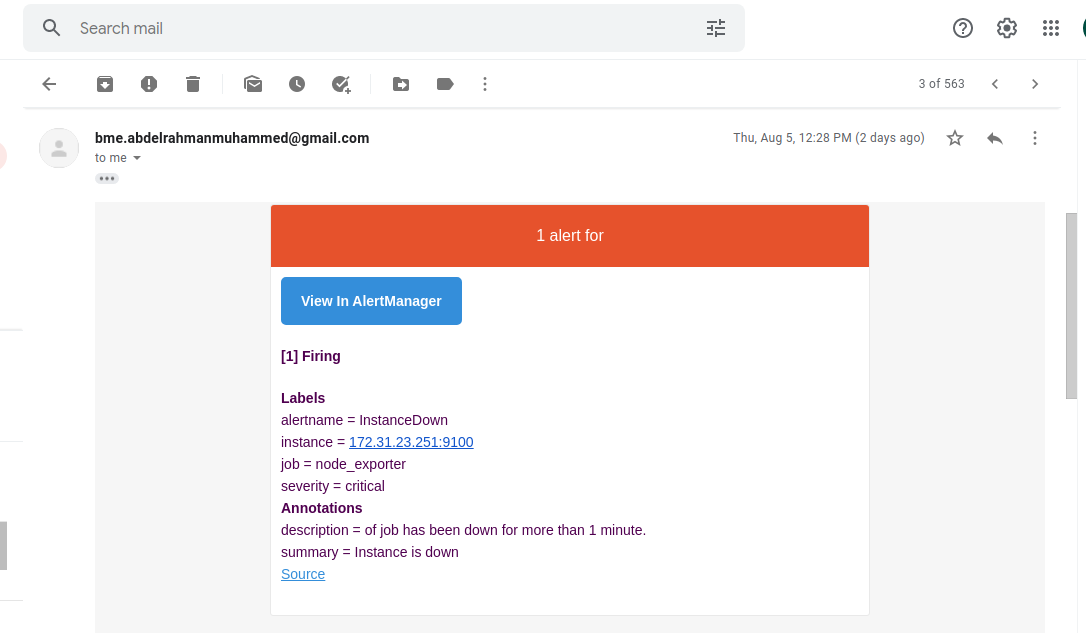 Search mail
3 of 563
bme.abdelrahmanmuhammed@gmail.com
Thu, Aug 5, 12:28 PM (2 days ago)
to me
1 alert for
View In AlertManager
[1] Firing
Labels
alertname = InstanceDown
instance = 172.31.23.251:9100
job = node_exporter
severity = critical
Annotations
description = of job has been down for more than 1 minute.
summary = Instance is down
Source